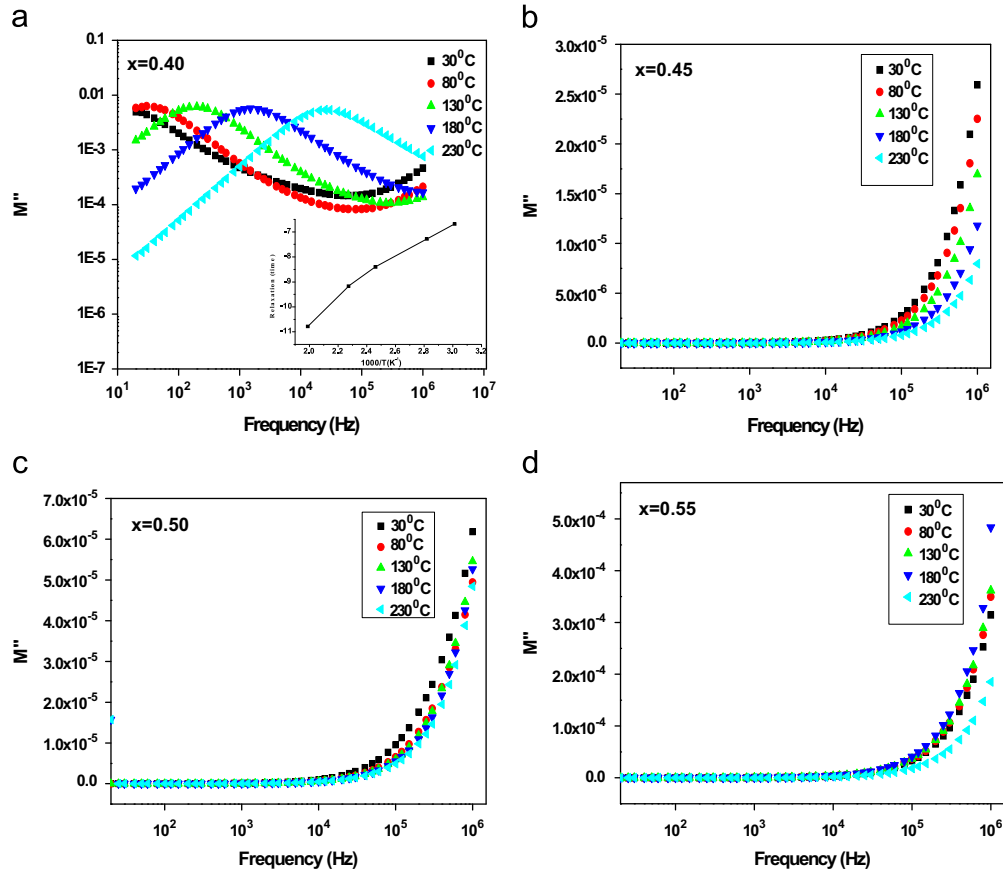 a
x=0.40
30⁰C
80⁰C
130⁰C
180⁰C
230⁰C
0.1
0.01
1E-3
1E-4
1E-5
1E-6
1E-7
M''
10¹ 10² 10³ 10⁴ 10⁵ 10⁶ 10⁷
Frequency (Hz)
Relaxation (time)
-7
-8
-9
-10
-11
2.0 2.2 2.4 2.6 2.8 3.0 3.2
1000/T(K⁻¹)
b
x=0.45
30⁰C
80⁰C
130⁰C
180⁰C
230⁰C
3.0x10⁻⁵
2.5x10⁻⁵
2.0x10⁻⁵
1.5x10⁻⁵
1.0x10⁻⁵
5.0x10⁻⁶
0.0
M''
10² 10³ 10⁴ 10⁵ 10⁶
Frequency (Hz)
c
x=0.50
30⁰C
80⁰C
130⁰C
180⁰C
230⁰C
7.0x10⁻⁵
6.0x10⁻⁵
5.0x10⁻⁵
4.0x10⁻⁵
3.0x10⁻⁵
2.0x10⁻⁵
1.0x10⁻⁵
0.0
M''
10² 10³ 10⁴ 10⁵ 10⁶
Frequency (Hz)
d
x=0.55
30⁰C
80⁰C
130⁰C
180⁰C
230⁰C
5.0x10⁻⁴
4.0x10⁻⁴
3.0x10⁻⁴
2.0x10⁻⁴
1.0x10⁻⁴
0.0
M''
10² 10³ 10⁴ 10⁵ 10⁶
Frequency (Hz)